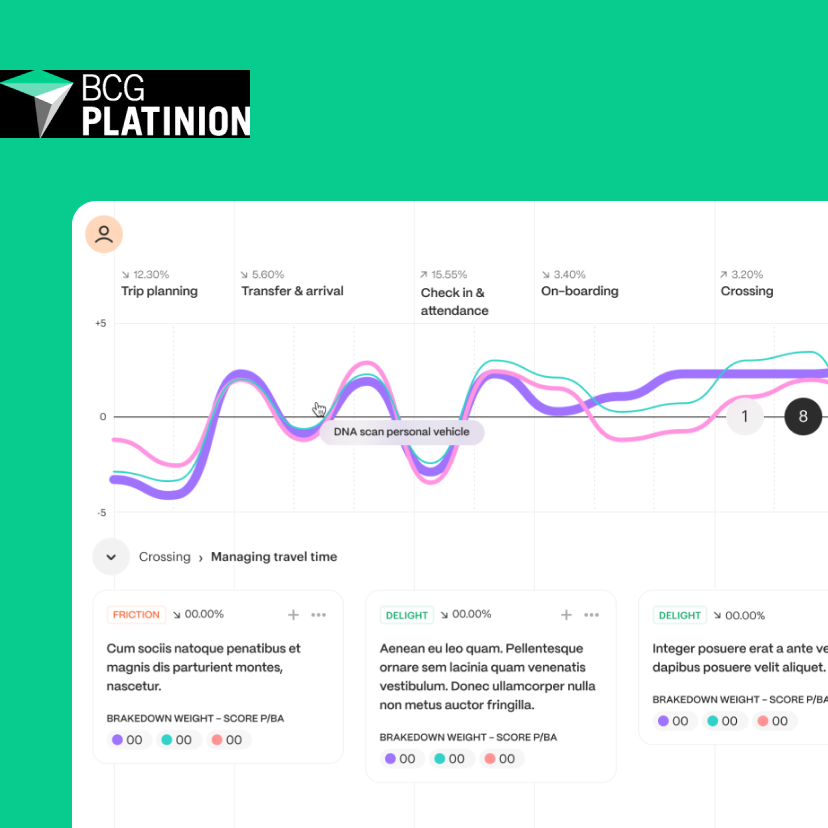 BCG
PLATINION
↘ 12.30%
Trip planning
↘ 5.60%
Transfer & arrival
↗ 15.55%
Check in &
attendance
↘ 3.40%
On-boarding
↗ 3.20%
Crossing
+5
0
-5
DNA scan personal vehicle
1
8
Crossing › Managing travel time
FRICTION ↘ 00.00%
Cum sociis natoque penatibus et
magnis dis parturient montes,
nascetur.
BRAKEDOWN WEIGHT – SCORE P/BA
00 00 00
DELIGHT ↘ 00.00%
Aenean eu leo quam. Pellentesque
ornare sem lacinia quam venenatis
vestibulum. Donec ullamcorper nulla
non metus auctor fringilla.
BRAKEDOWN WEIGHT – SCORE P/BA
00 00 00
DELIGHT ↘ 00.00%
Integer posuere erat a ante ve
dapibus posuere velit aliquet.
BRAKEDOWN WEIGHT – SCORE P/BA
00 00 00